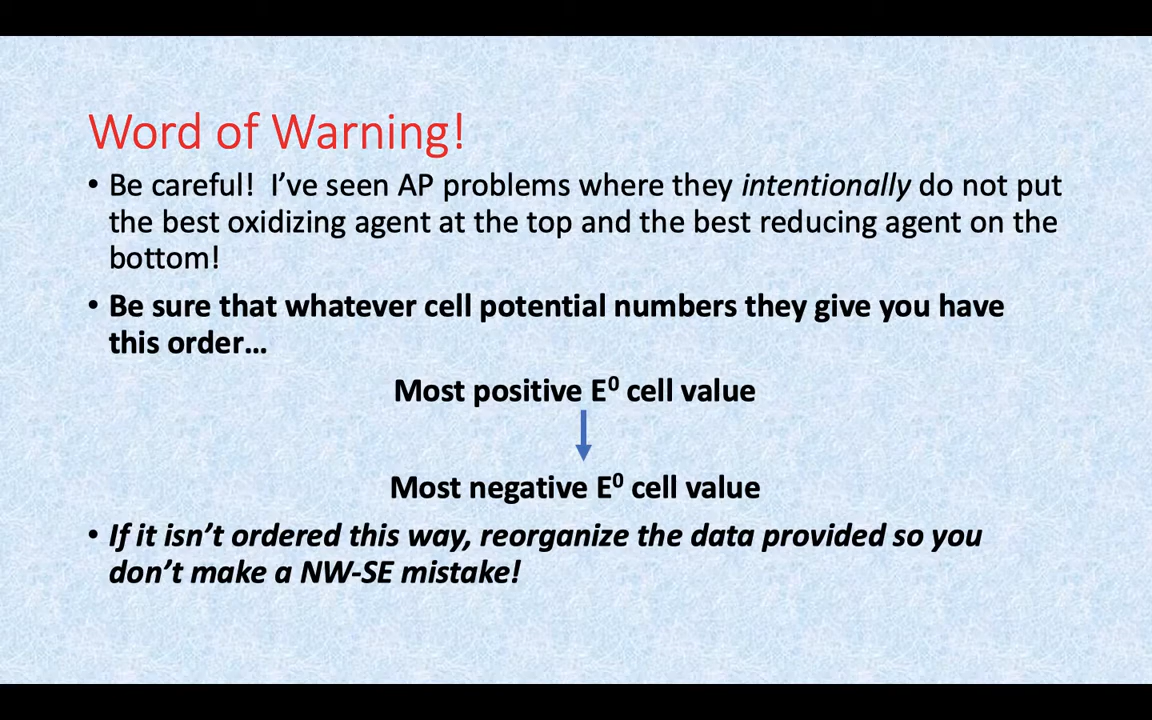 Word of Warning!
• Be careful!  I’ve seen AP problems where they intentionally do not put
the best oxidizing agent at the top and the best reducing agent on the
bottom!
• Be sure that whatever cell potential numbers they give you have
this order…
Most positive E⁰ cell value
Most negative E⁰ cell value
• If it isn’t ordered this way, reorganize the data provided so you
don’t make a NW-SE mistake!